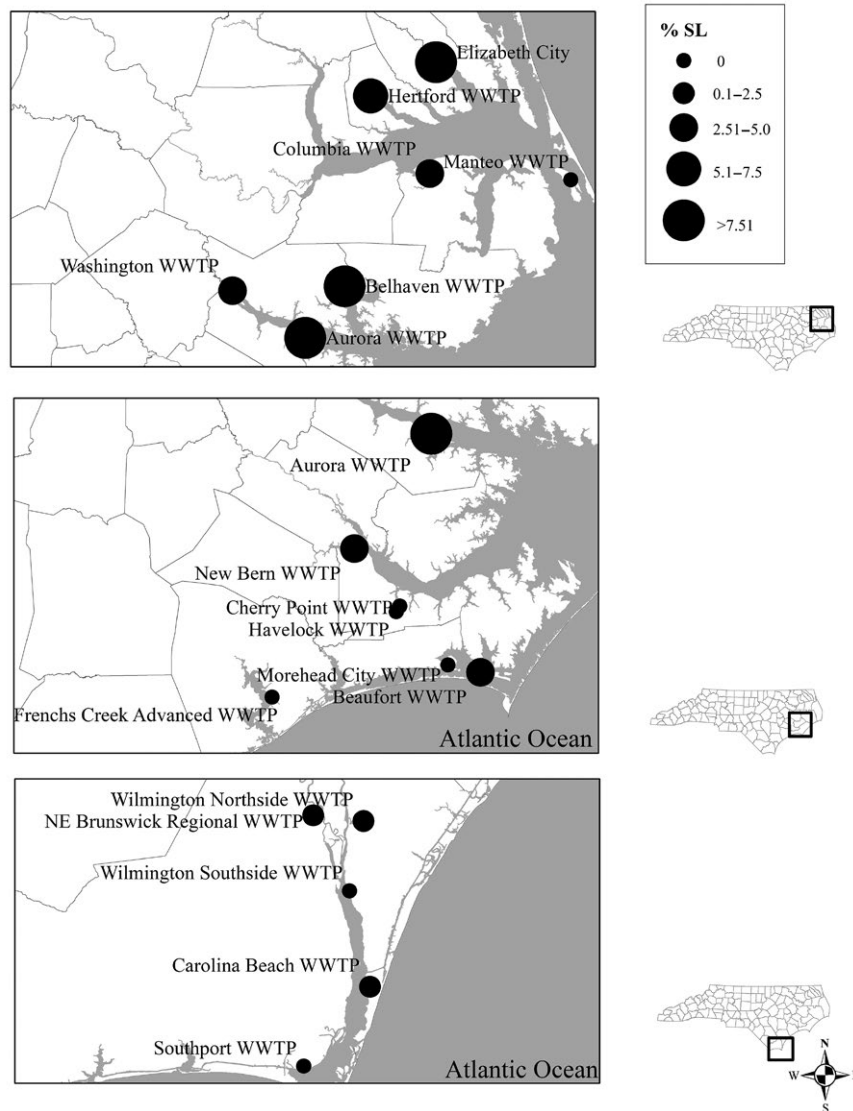 Elizabeth City
Hertford WWTP
Columbia WWTP
Manteo WWTP
Washington WWTP
Belhaven WWTP
Aurora WWTP
% SL
0
0.1–2.5
2.51–5.0
5.1–7.5
>7.51
Aurora WWTP
New Bern WWTP
Cherry Point WWTP
Havelock WWTP
Morehead City WWTP
Beaufort WWTP
Frenchs Creek Advanced WWTP
Atlantic Ocean
Wilmington Northside WWTP
NE Brunswick Regional WWTP
Wilmington Southside WWTP
Carolina Beach WWTP
Southport WWTP
Atlantic Ocean
N
W
S